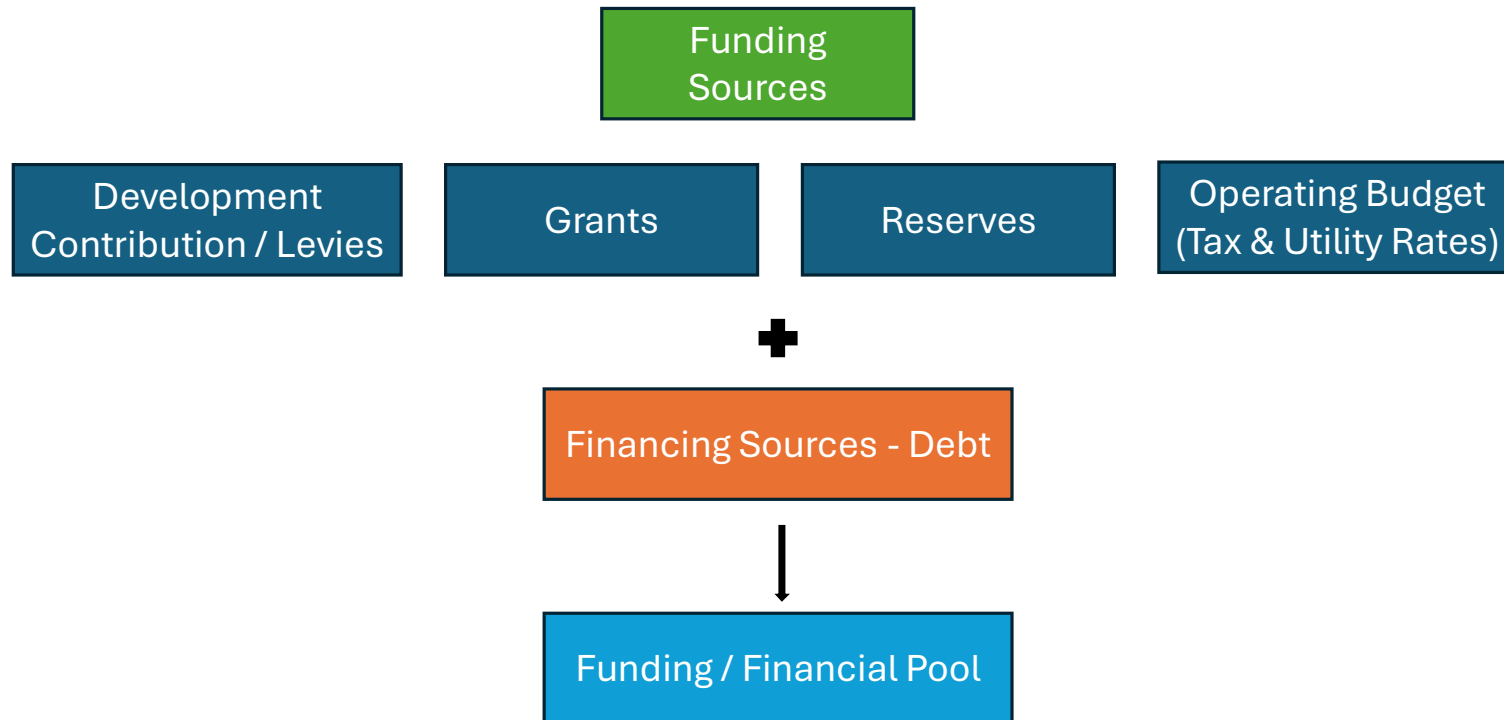 Funding
Sources
Development
Contribution / Levies
Grants
Reserves
Operating Budget
(Tax & Utility Rates)
Financing Sources - Debt
Funding / Financial Pool